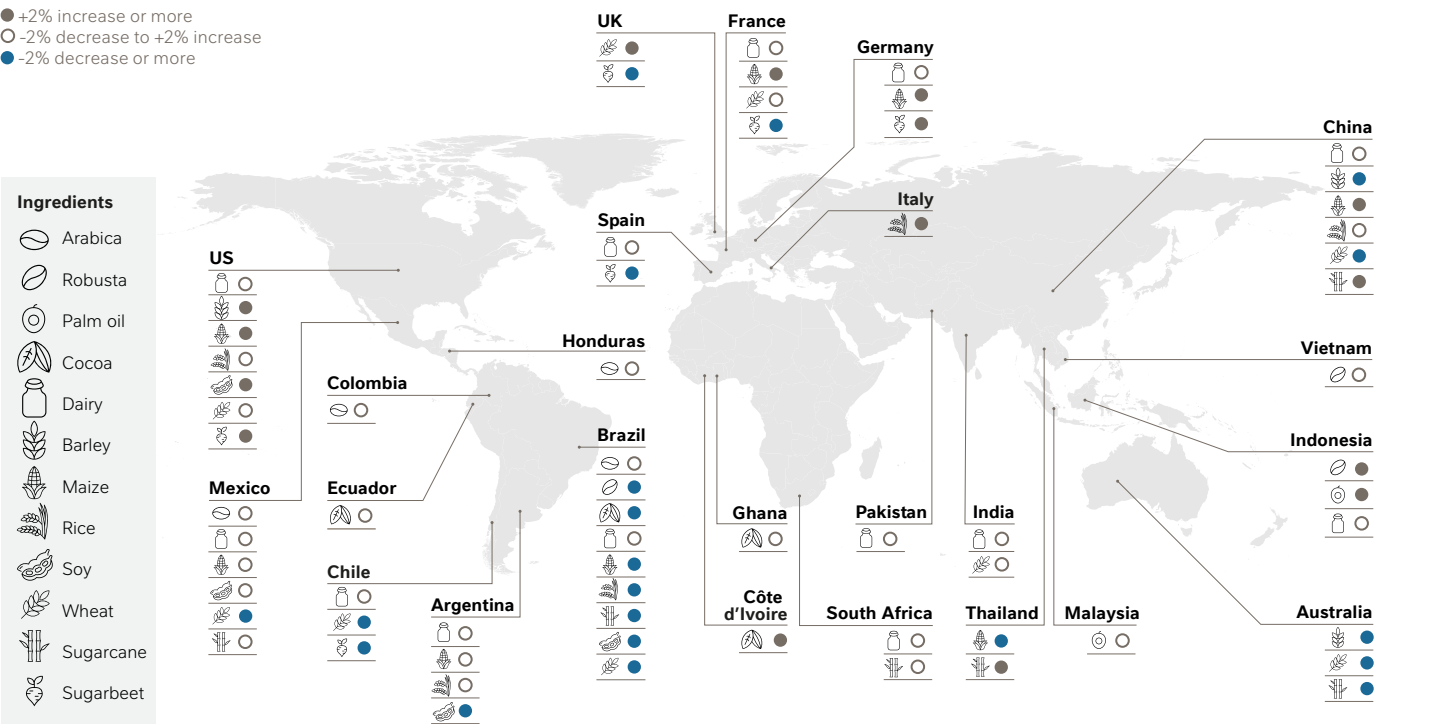 +2% increase or more
-2% decrease to +2% increase
-2% decrease or more
Ingredients
Arabica
Robusta
Palm oil
Cocoa
Dairy
Barley
Maize
Rice
Soy
Wheat
Sugarcane
Sugarbeet
UK
France
Germany
China
Italy
Spain
US
Honduras
Vietnam
Colombia
Brazil
Indonesia
Mexico
Ecuador
Ghana
Pakistan
India
Chile
Argentina
Côte
d'Ivoire
South Africa
Thailand
Malaysia
Australia